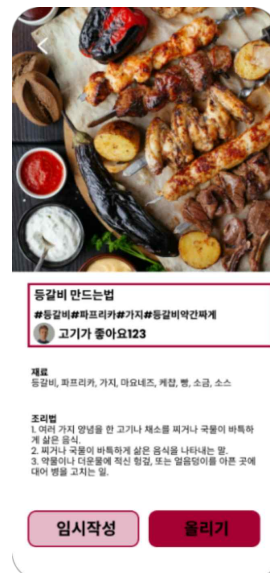 등갈비 만드는법
#등갈비#파프리카#가지#등갈비약간짜게
고기가 좋아요123
재료
등갈비, 파프리카, 가지, 마요네즈, 케찹, 빵, 소금, 소스
조리법
1. 여러 가지 양념을 한 고기나 채소를 찌거나 국물이 바특하
게 삶은 음식.
2. 찌거나 국물이 바특하게 삶은 음식을 나타내는 말.
3. 약물이나 더운물에 적신 헝겊, 또는 얼음덩이를 아픈 곳에
대어 병을 고치는 일.
임시작성
올리기